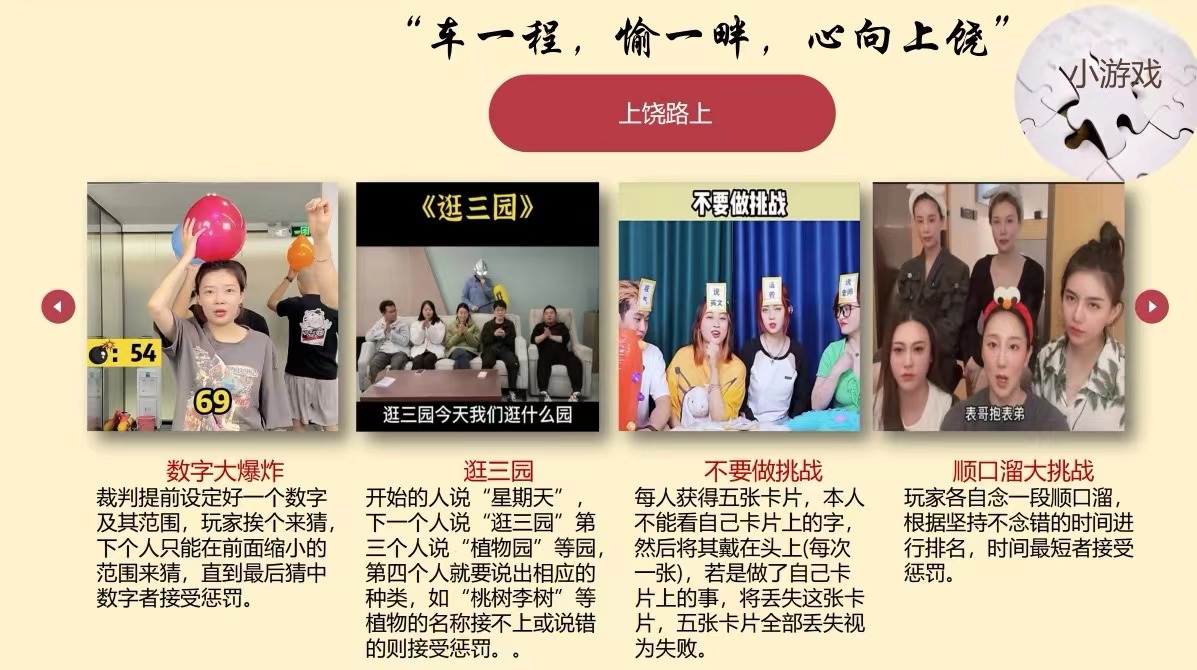 “车一程，愉一畔，心向上饶”
小游戏
上饶路上
一团
: 54
69
《逛三园》
逛三园今天我们逛什么园
不要做挑战
说
英文
说
老师
表哥抱表弟
数字大爆炸
裁判提前设定好一个数字
及其范围，玩家挨个来猜，
下个人只能在前面缩小的
范围来猜，直到最后猜中
数字者接受惩罚。
逛三园
开始的人说“星期天”，
下一个人说“逛三园”第
三个人说“植物园”等园，
第四个人就要说出相应的
种类，如“桃树李树”等
植物的名称接不上或说错
的则接受惩罚。。
不要做挑战
每人获得五张卡片，本人
不能看自己卡片上的字，
然后将其戴在头上(每次
一张)，若是做了自己卡
片上的事，将丢失这张卡
片，五张卡片全部丢失视
为失败。
顺口溜大挑战
玩家各自念一段顺口溜，
根据坚持不念错的时间进
行排名，时间最短者接受
惩罚。